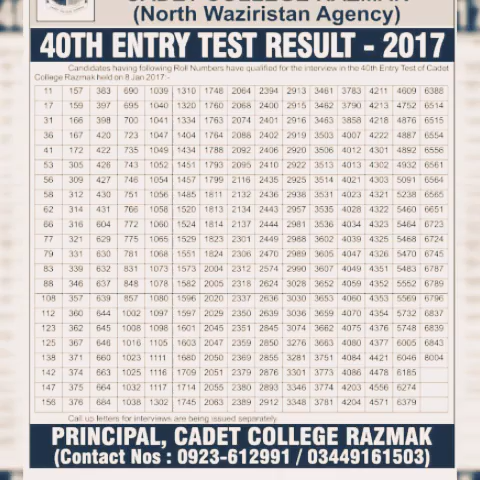 CADET COLLEGE RAZMAK
(North Waziristan Agency)
40TH ENTRY TEST RESULT - 2017
Candidates having following Roll Numbers have qualified for the interview in the 40th Entry Test of Cadet
College Razmak held on 8 Jan 2017:-
11 157 383 690 1039 1310 1748 2064 2394 2913 3461 3783 4211 4609 6388
17 159 397 695 1040 1320 1760 2068 2400 2915 3462 3790 4213 4752 6514
31 166 398 700 1041 1334 1763 2074 2401 2916 3463 3858 4218 4876 6515
36 167 420 723 1047 1404 1764 2088 2402 2919 3503 4007 4222 4887 6554
41 172 422 735 1049 1434 1788 2092 2406 2920 3506 4012 4301 4892 6556
53 305 426 743 1052 1451 1793 2095 2410 2922 3513 4013 4302 4932 6561
56 309 427 746 1054 1457 1799 2116 2435 2925 3514 4021 4303 5091 6564
58 312 430 751 1056 1485 1811 2132 2436 2938 3531 4023 4321 5238 6565
62 314 431 766 1058 1520 1813 2134 2443 2957 3535 4028 4322 5460 6651
66 316 604 772 1060 1524 1814 2137 2444 2981 3536 4034 4323 5464 6723
77 321 629 775 1065 1529 1823 2301 2449 2988 3602 4039 4325 5468 6724
79 331 630 781 1068 1551 1824 2306 2470 2989 3605 4047 4326 5470 6745
83 339 632 831 1073 1573 2004 2312 2574 2990 3607 4049 4351 5483 6787
88 346 637 848 1078 1582 2005 2318 2624 3028 3652 4059 4352 5552 6789
108 357 639 857 1080 1596 2020 2337 2636 3030 3653 4060 4353 5569 6796
112 360 644 1002 1097 1597 2029 2350 2639 3036 3659 4070 4354 5732 6837
123 362 645 1008 1098 1601 2045 2351 2845 3074 3662 4075 4376 5748 6839
125 367 646 1016 1105 1603 2047 2359 2850 3276 3663 4080 4377 6005 6843
138 371 660 1023 1111 1680 2050 2369 2855 3281 3751 4084 4421 6046 8004
142 374 663 1025 1116 1709 2051 2379 2876 3301 3773 4086 4478 6185
147 375 664 1032 1117 1714 2055 2380 2893 3346 3774 4203 4556 6274
156 376 684 1038 1302 1745 2063 2389 2912 3348 3781 4204 4571 6379
Call up letters for interviews are being issued separately.
PRINCIPAL, CADET COLLEGE RAZMAK
(Contact Nos : 0923-612991 / 03449161503)